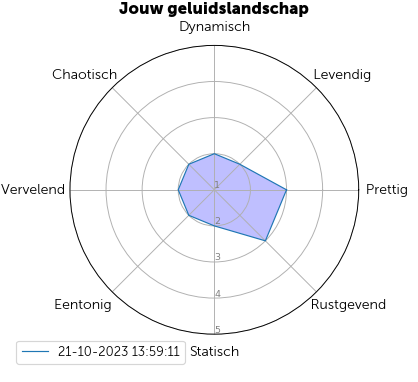 Jouw geluidslandschap
Dynamisch
Chaotisch
Levendig
Vervelend
1
Prettig
2
3
4
Eentonig
Rustgevend
5
21-10-2023 13:59:11
Statisch